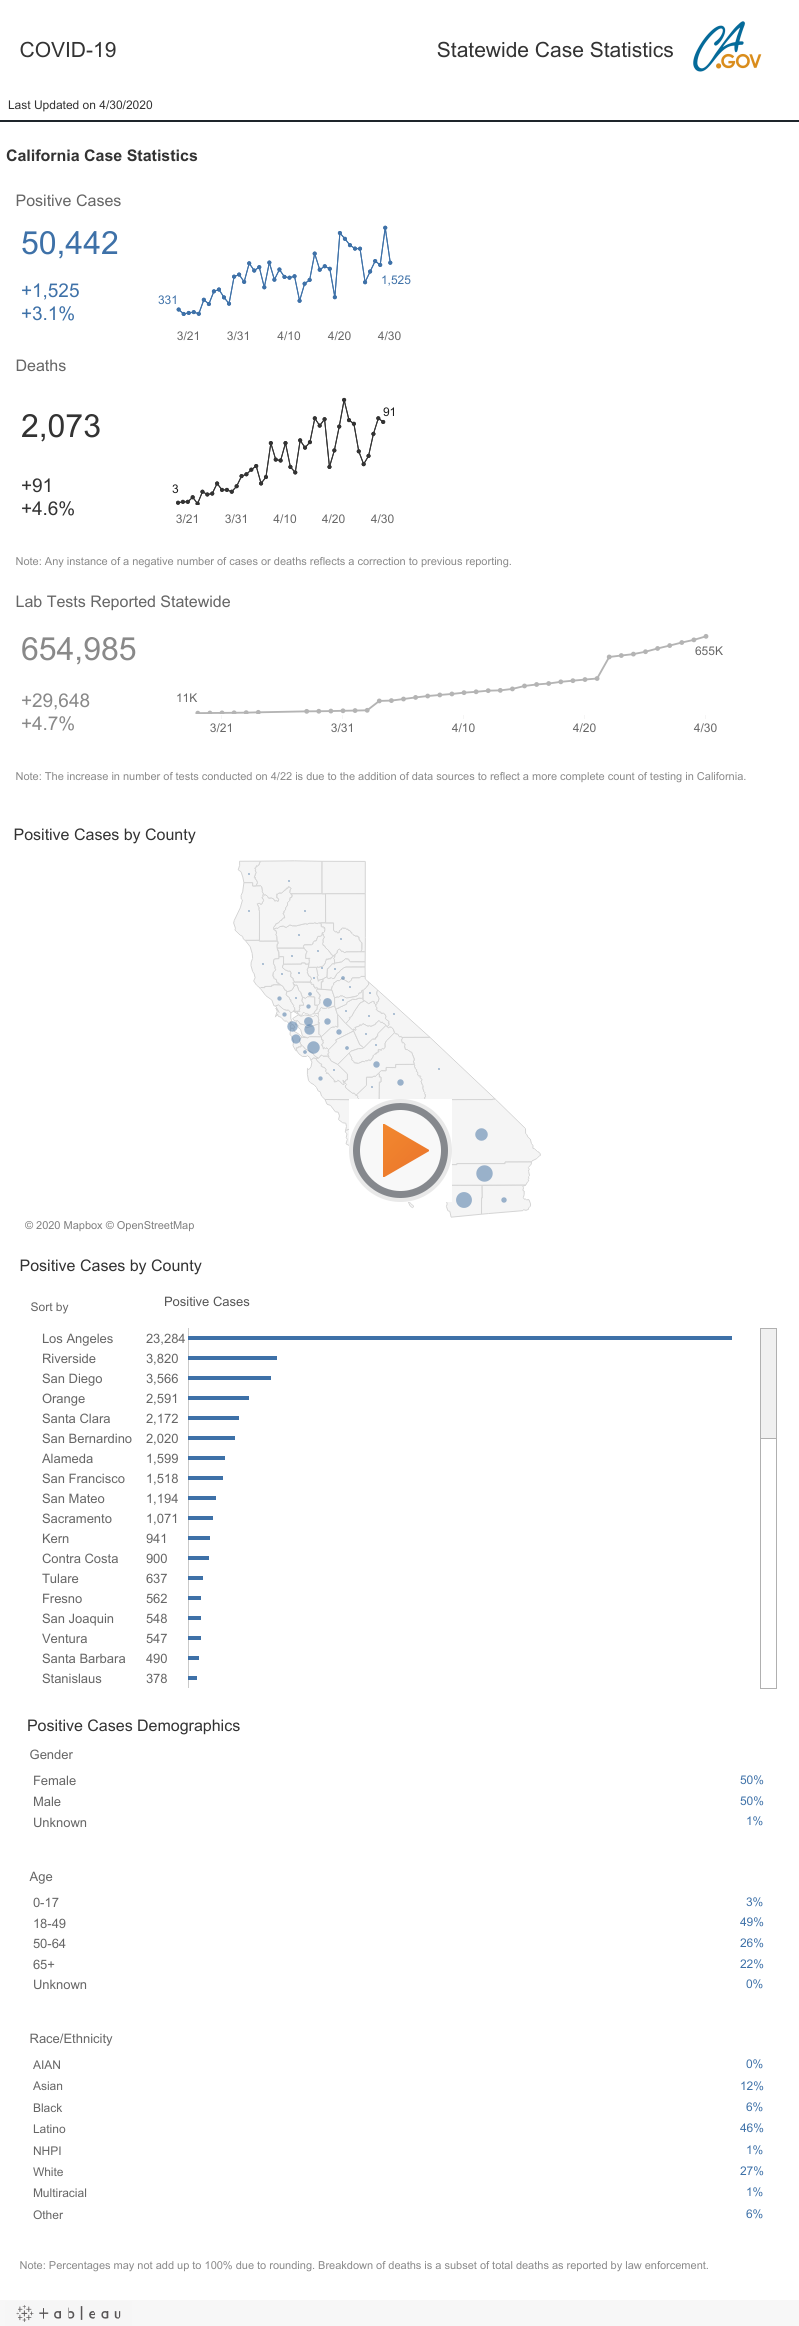 COVID-19
Statewide Case Statistics
CA
.GOV
Last Updated on 4/30/2020
California Case Statistics
Positive Cases
50,442
+1,525
+3.1%
331
1,525
3/21 3/31 4/10 4/20 4/30
Deaths
2,073
+91
+4.6%
3
91
3/21 3/31 4/10 4/20 4/30
Note: Any instance of a negative number of cases or deaths reflects a correction to previous reporting.
Lab Tests Reported Statewide
654,985
+29,648
+4.7%
11K
655K
3/21 3/31 4/10 4/20 4/30
Note: The increase in number of tests conducted on 4/22 is due to the addition of data sources to reflect a more complete count of testing in California.
Positive Cases by County
© 2020 Mapbox © OpenStreetMap
Positive Cases by County
Sort by
Positive Cases
Los Angeles 23,284
Riverside 3,820
San Diego 3,566
Orange 2,591
Santa Clara 2,172
San Bernardino 2,020
Alameda 1,599
San Francisco 1,518
San Mateo 1,194
Sacramento 1,071
Kern 941
Contra Costa 900
Tulare 637
Fresno 562
San Joaquin 548
Ventura 547
Santa Barbara 490
Stanislaus 378
Positive Cases Demographics
Gender
Female 50%
Male 50%
Unknown 1%
Age
0-17 3%
18-49 49%
50-64 26%
65+ 22%
Unknown 0%
Race/Ethnicity
AIAN 0%
Asian 12%
Black 6%
Latino 46%
NHPI 1%
White 27%
Multiracial 1%
Other 6%
Note: Percentages may not add up to 100% due to rounding. Breakdown of deaths is a subset of total deaths as reported by law enforcement.
+ableau